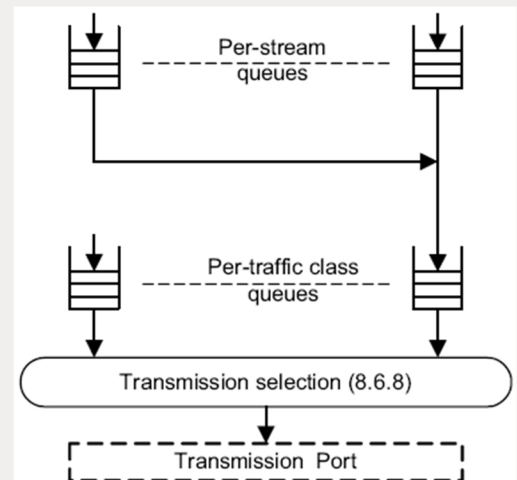 Per-stream
queues
Per-traffic class
queues
Transmission selection (8.6.8)
Transmission Port